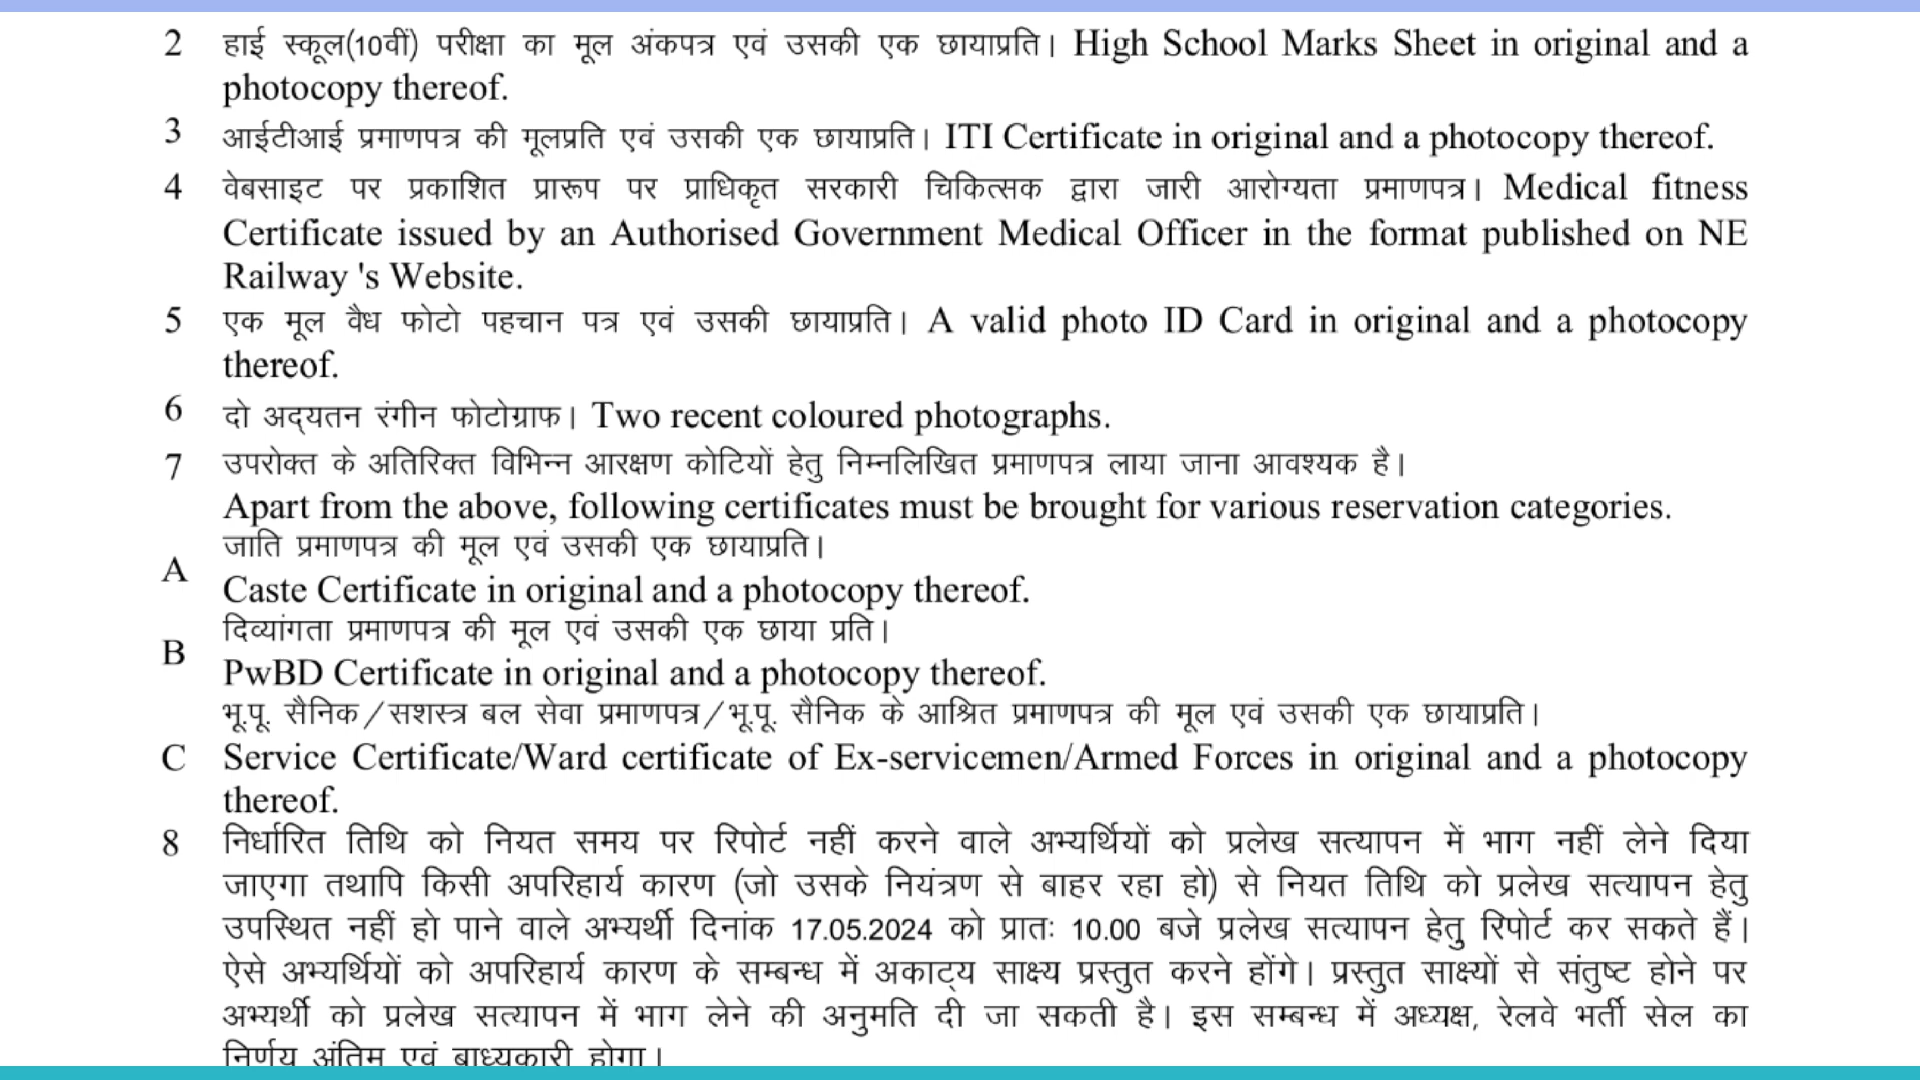 2 हाई स्कूल(10वीं) परीक्षा का मूल अंकपत्र एवं उसकी एक छायाप्रति। High School Marks Sheet in original and a
photocopy thereof.
3 आईटीआई प्रमाणपत्र की मूलप्रति एवं उसकी एक छायाप्रति। ITI Certificate in original and a photocopy thereof.
4 वेबसाइट पर प्रकाशित प्रारूप पर प्राधिकृत सरकारी चिकित्सक द्वारा जारी आरोग्यता प्रमाणपत्र। Medical fitness
Certificate issued by an Authorised Government Medical Officer in the format published on NE
Railway 's Website.
5 एक मूल वैध फोटो पहचान पत्र एवं उसकी छायाप्रति। A valid photo ID Card in original and a photocopy
thereof.
6 दो अद्‌यतन रंगीन फोटोग्राफ। Two recent coloured photographs.
7 उपरोक्त के अतिरिक्त विभिन्न आरक्षण कोटियों हेतु निम्नलिखित प्रमाणपत्र लाया जाना आवश्यक है।
Apart from the above, following certificates must be brought for various reservation categories.
जाति प्रमाणपत्र की मूल एवं उसकी एक छायाप्रति।
A
Caste Certificate in original and a photocopy thereof.
दिव्यांगता प्रमाणपत्र की मूल एवं उसकी एक छाया प्रति।
B
PwBD Certificate in original and a photocopy thereof.
भू.पू. सैनिक/सशस्त्र बल सेवा प्रमाणपत्र/भू.पू. सैनिक के आश्रित प्रमाणपत्र की मूल एवं उसकी एक छायाप्रति।
C Service Certificate/Ward certificate of Ex-servicemen/Armed Forces in original and a photocopy
thereof.
8 निर्धारित तिथि को नियत समय पर रिपोर्ट नहीं करने वाले अभ्यर्थियों को प्रलेख सत्यापन में भाग नहीं लेने दिया
जाएगा तथापि किसी अपरिहार्य कारण (जो उसके नियंत्रण से बाहर रहा हो) से नियत तिथि को प्रलेख सत्यापन हेतु
उपस्थित नहीं हो पाने वाले अभ्यर्थी दिनांक 17.05.2024 को प्रातः 10.00 बजे प्रलेख सत्यापन हेतु रिपोर्ट कर सकते हैं।
ऐसे अभ्यर्थियों को अपरिहार्य कारण के सम्बन्ध में अकाट्‌य साक्ष्य प्रस्तुत करने होंगे। प्रस्तुत साक्ष्यों से संतुष्ट होने पर
अभ्यर्थी को प्रलेख सत्यापन में भाग लेने की अनुमति दी जा सकती है। इस सम्बन्ध में अध्यक्ष, रेलवे भर्ती सेल का
निर्णय अंतिम एवं बाध्यकारी होगा।